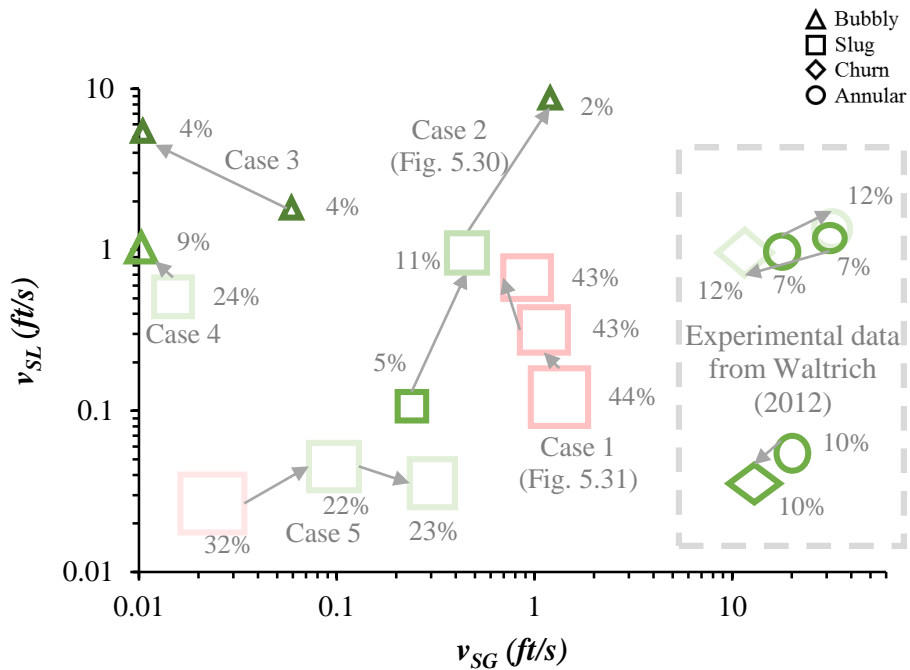 Bubbly
Slug
Churn
Annular
10
1
0.1
0.01
v_SL (ft/s)
4%
Case 3
4%
9%
24%
Case 4
Case 2
(Fig. 5.30)
2%
11%
5%
43%
43%
44%
Case 1
(Fig. 5.31)
32%
22%
Case 5
23%
12%
12%
7%
7%
Experimental data
from Waltrich
(2012)
10%
10%
0.01
0.1
1
10
v_SG (ft/s)